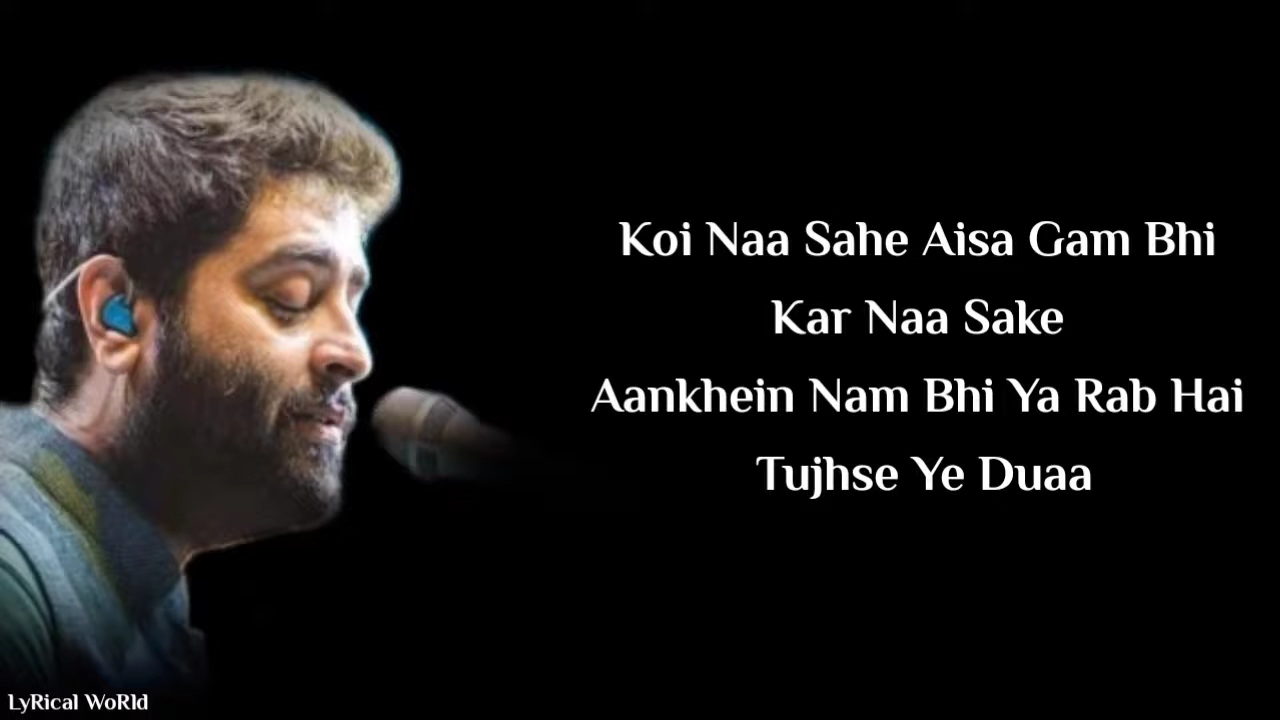 Koi Naa Sahe Aisa Gam Bhi
Kar Naa Sake
Aankhein Nam Bhi Ya Rab Hai
Tujhse Ye Duaa
LyRical WoRld